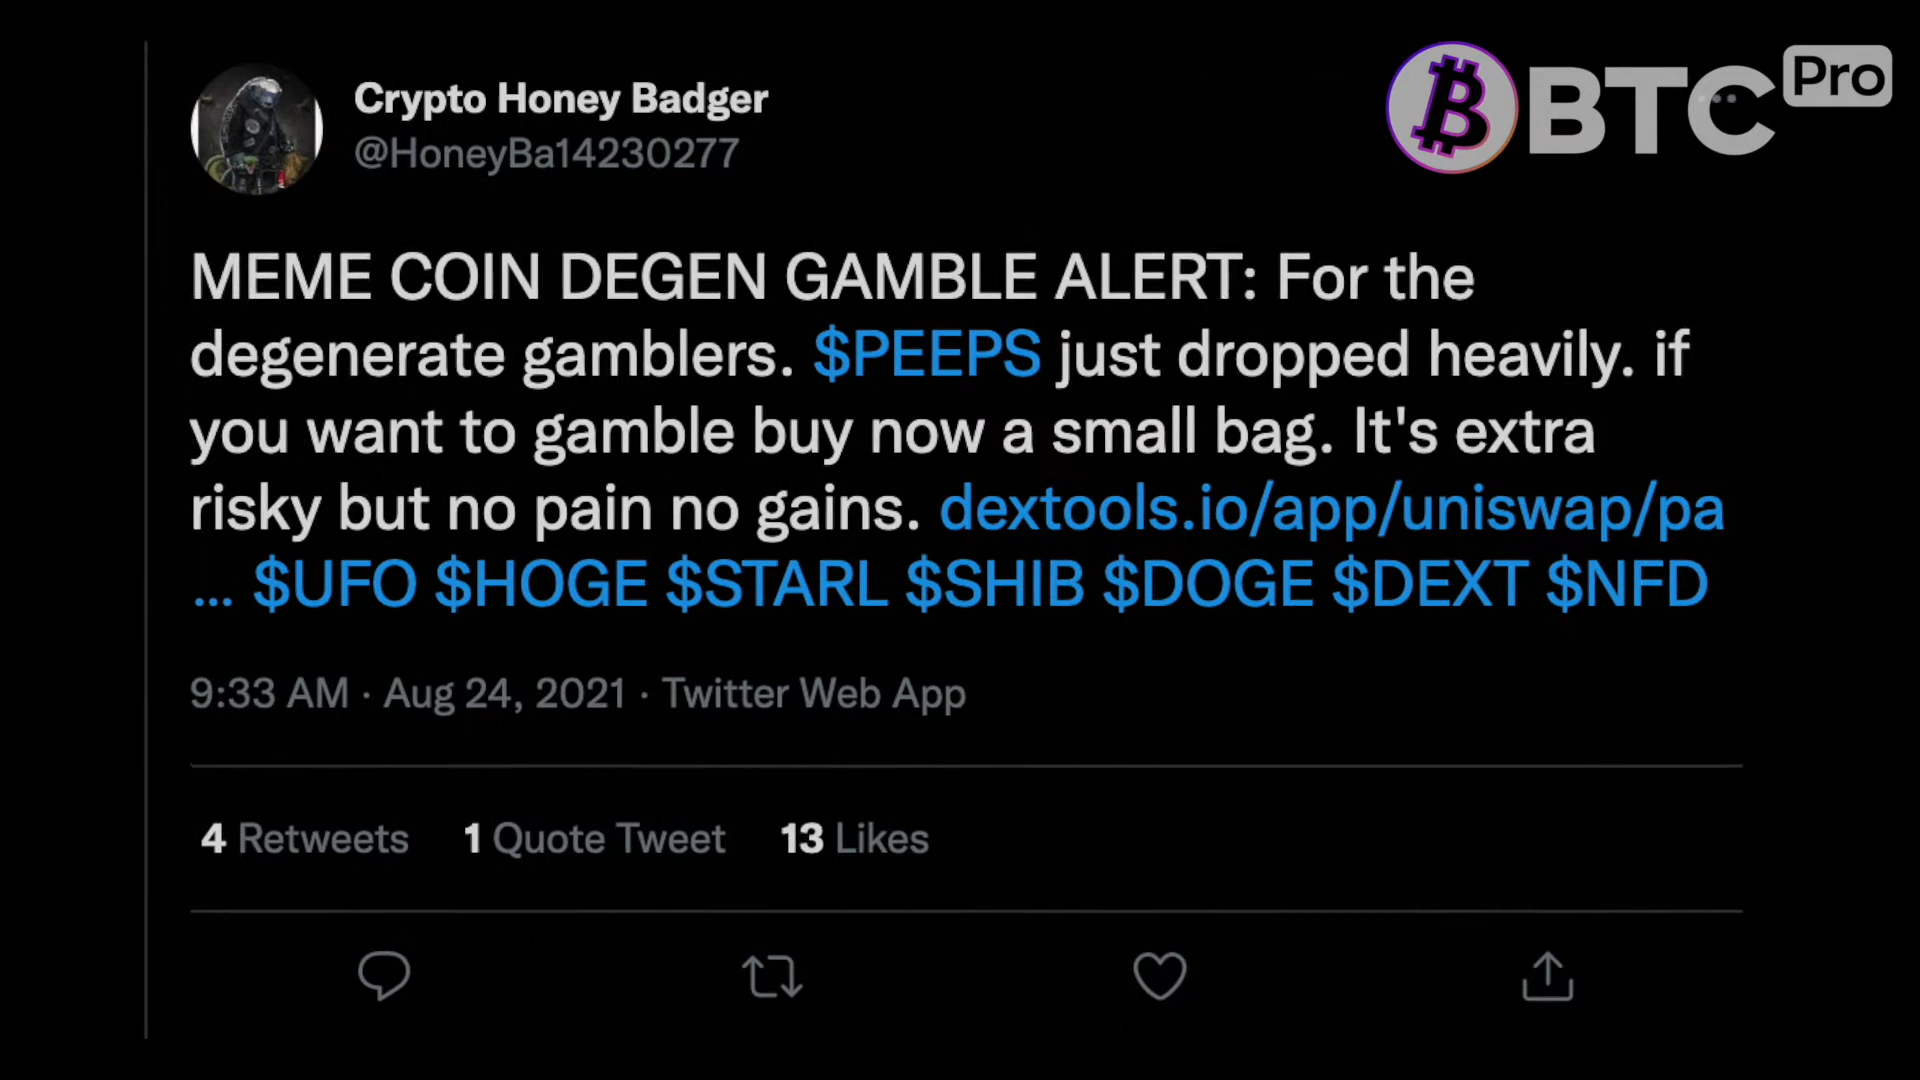 Crypto Honey Badger
@HoneyBa14230277
BTC Pro
MEME COIN DEGEN GAMBLE ALERT: For the
degenerate gamblers. $PEEPS just dropped heavily. if
you want to gamble buy now a small bag. It's extra
risky but no pain no gains. dextools.io/app/uniswap/pa
... $UFO $HOGE $STARL $SHIB $DOGE $DEXT $NFD
9:33 AM · Aug 24, 2021 · Twitter Web App
4 Retweets 1 Quote Tweet 13 Likes